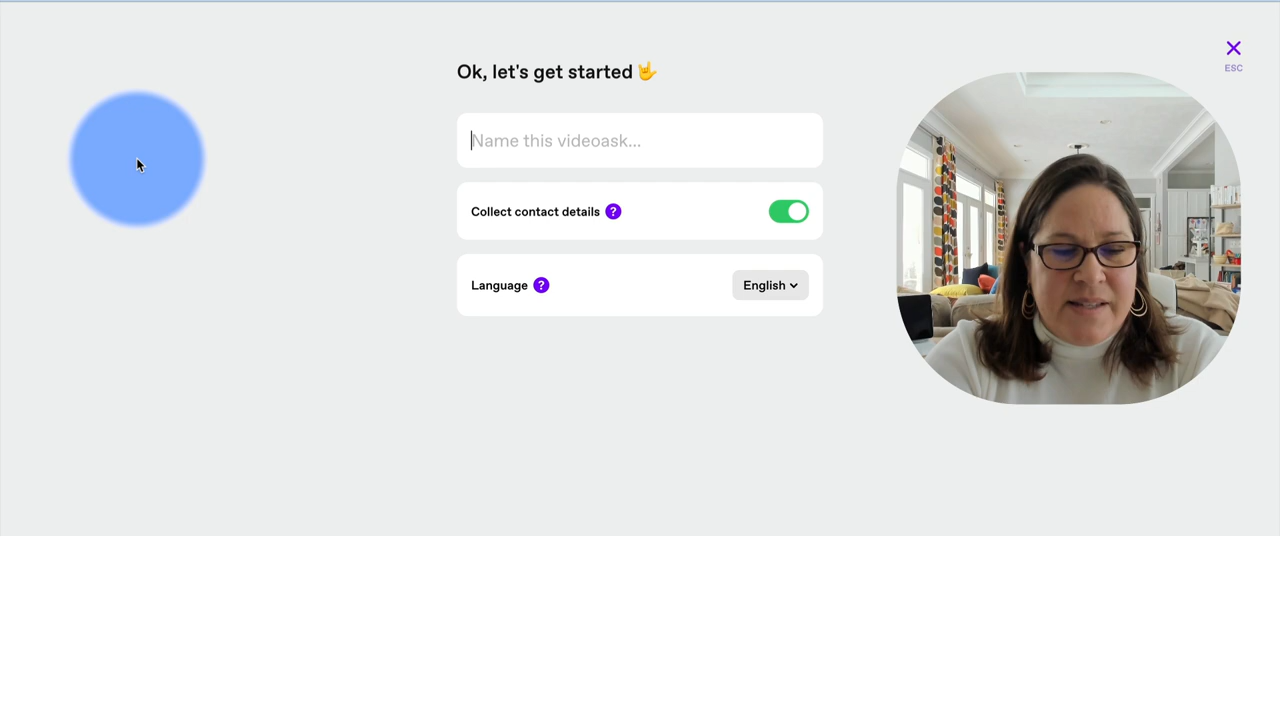 Ok, let's get started 🤟
ESC
Name this videoask...
Collect contact details ?
Language ?
English